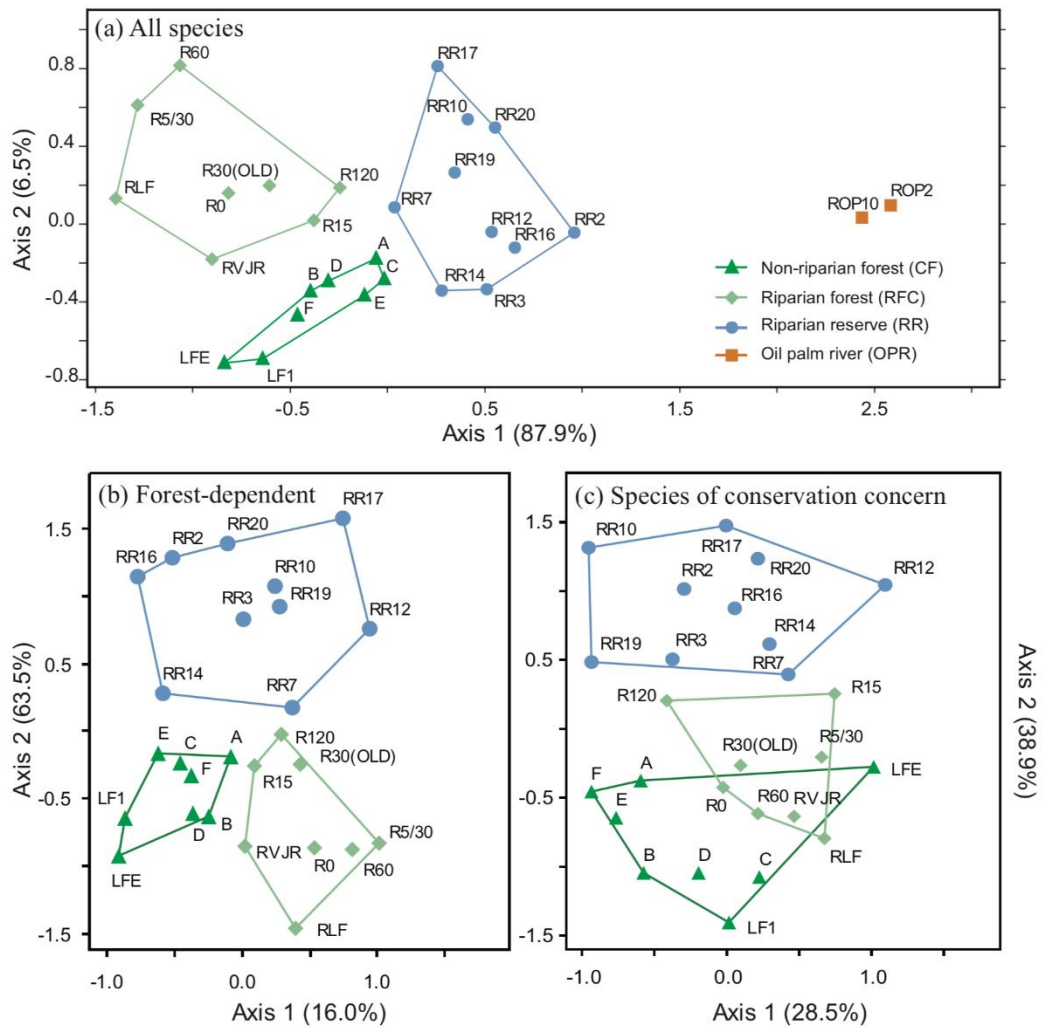 (a) All species
R60
RR17
0.8
RR10
RR20
R5/30
0.4
R30(OLD)
RR19
RLF
R0
R120
RR7
ROP10
ROP2
0.0
R15
RR12
RR2
RR16
RVJR
A
D
B
C
RR14
RR3
Non-riparian forest (CF)
-0.4
F
E
Riparian forest (RFC)
Riparian reserve (RR)
LFE
LF1
Oil palm river (OPR)
-0.8
Axis 2 (6.5%)
-1.5 -0.5 0.5 1.5 2.5
Axis 1 (87.9%)
(b) Forest-dependent
RR17
1.5
RR20
RR2
RR16
RR10
RR19
RR3
RR12
0.5
RR14
RR7
E
C
A
R120
F
R30(OLD)
R15
-0.5
LF1
D
B
R5/30
RVJR
R0
R60
LFE
RLF
-1.5
Axis 2 (63.5%)
-1.0 0.0 1.0
Axis 1 (16.0%)
(c) Species of conservation concern
1.5
RR10
RR17
RR20
RR12
RR2
RR16
RR14
RR19
RR3
RR7
0.5
R120
R15
R30(OLD)
R5/30
A
LFE
F
-0.5
E
R0
R60
RVJR
B
D
C
RLF
LF1
-1.5
Axis 2 (38.9%)
-1.0 0.0 1.0
Axis 1 (28.5%)